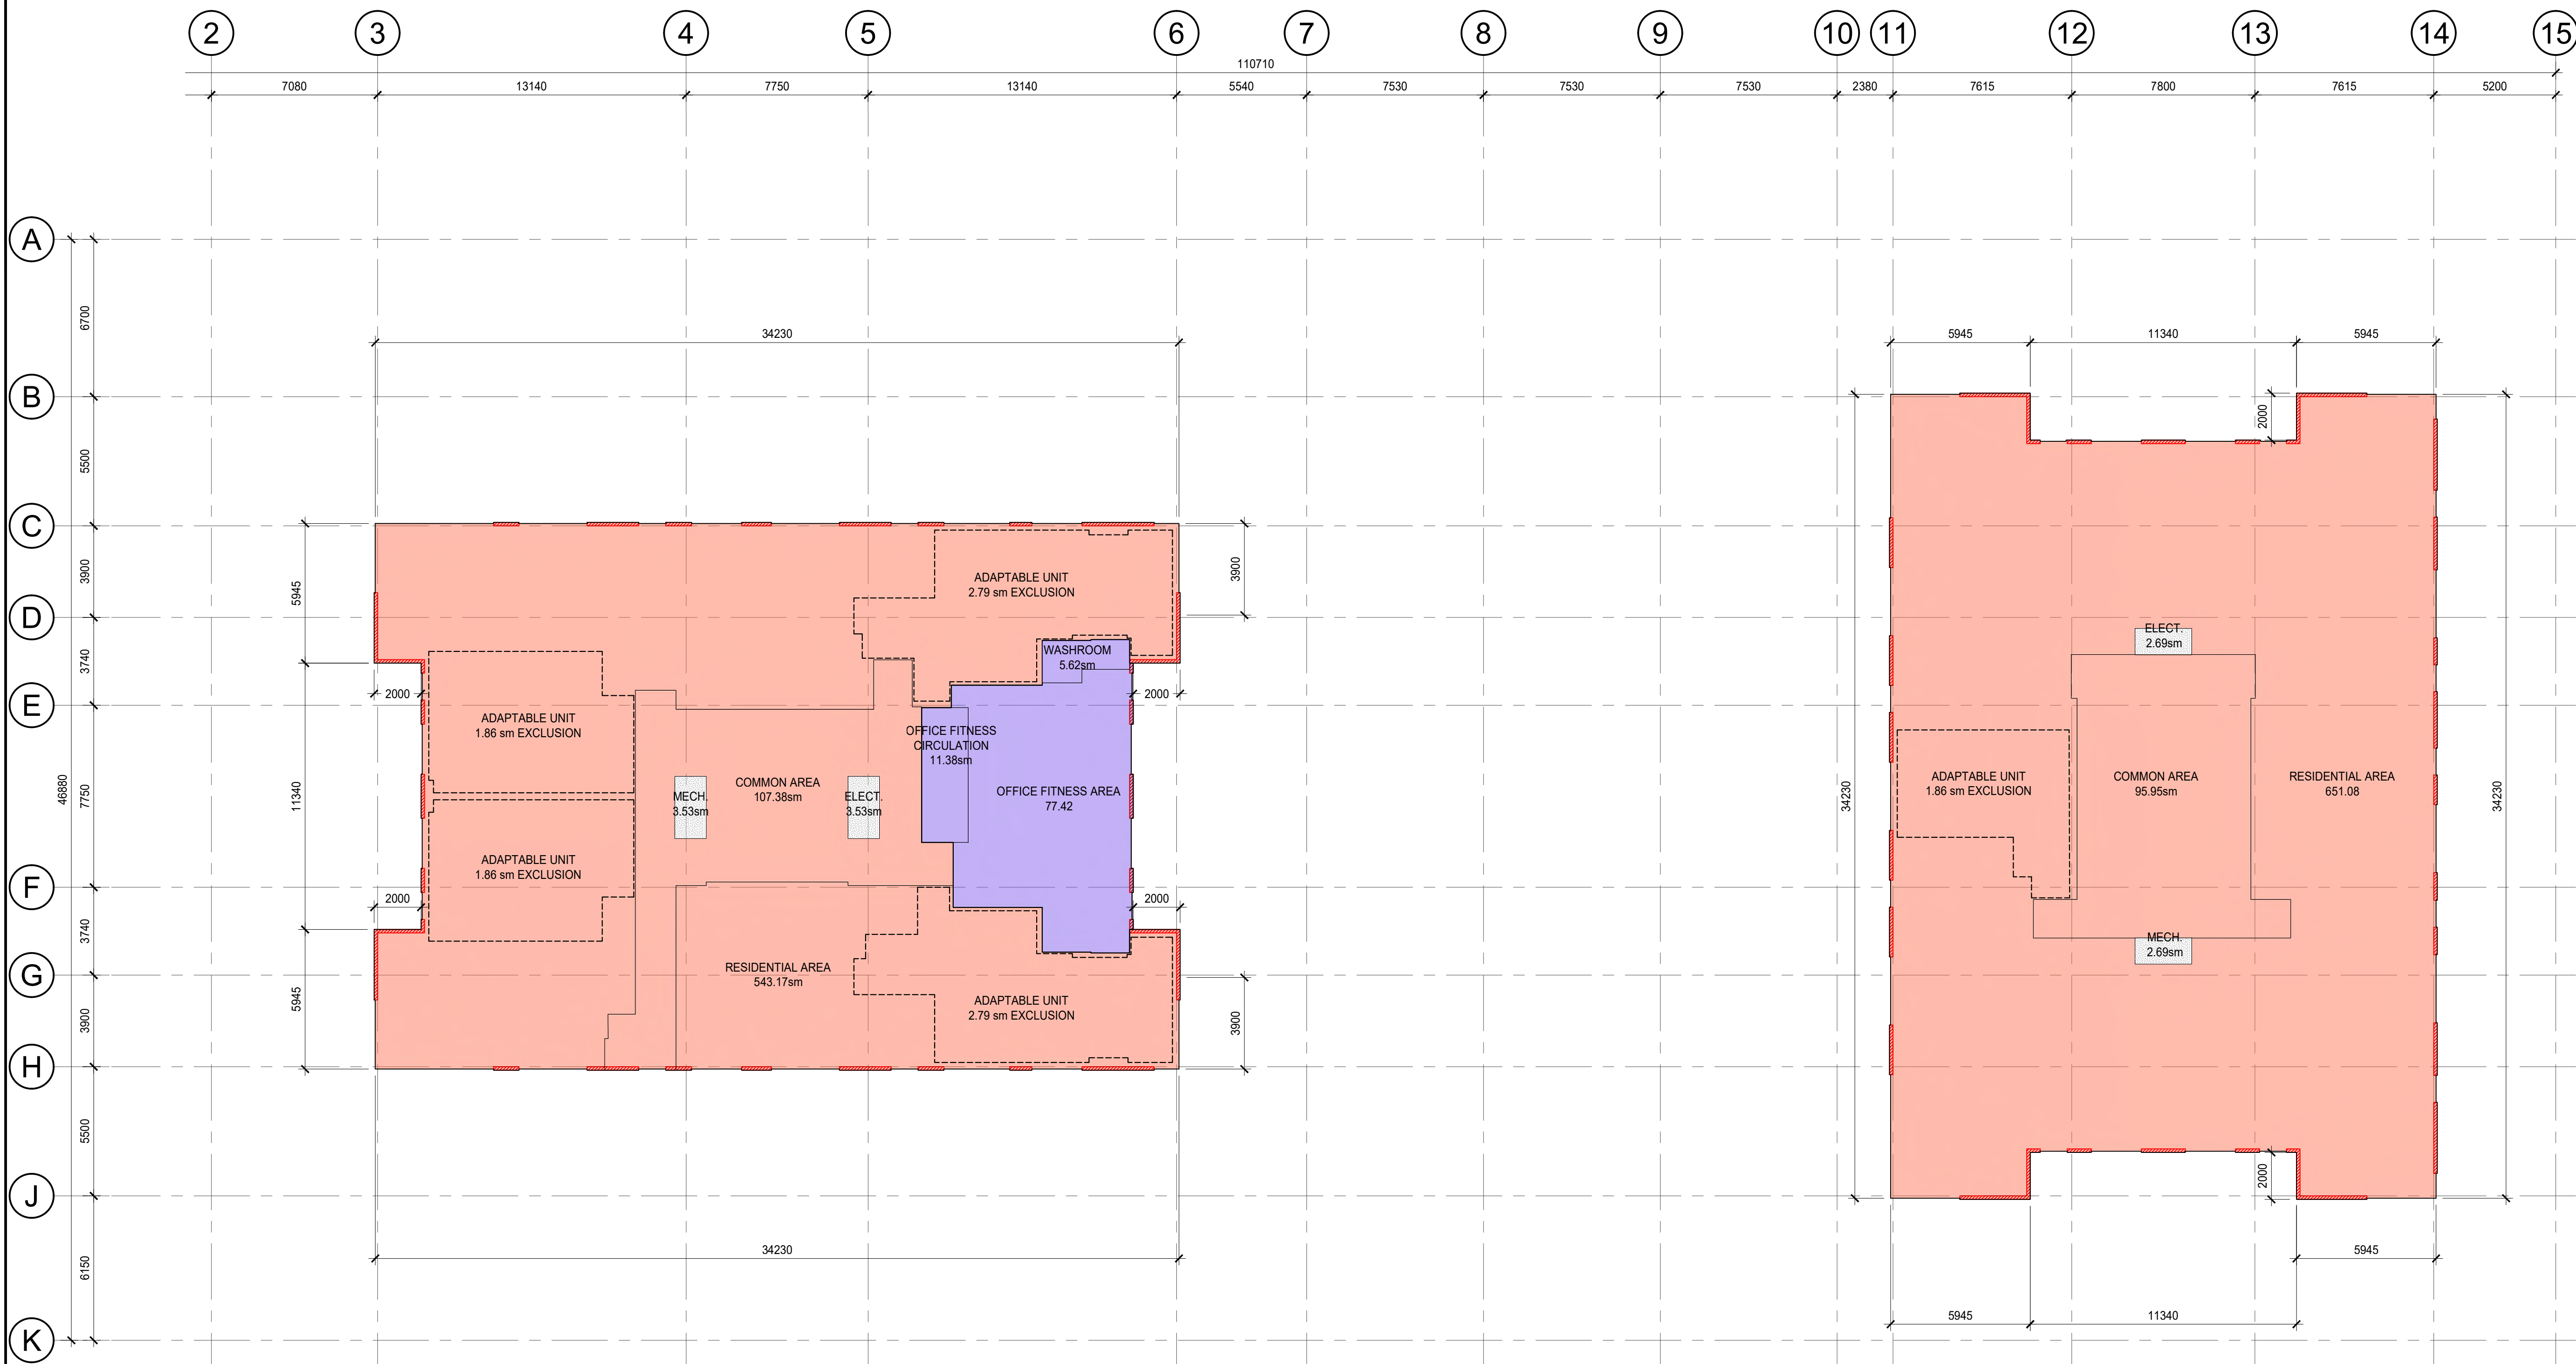 2 3 4 5 6 7 8 9 10 11 12 13 14 15
110710
7080 13140 7750 13140 5540 7530 7530 7530 2380 7615 7800 7615 5200
A
6700
34230
5945 11340 5945
B
2000
5500
C
3900
5945
3900
ADAPTABLE UNIT
2.79 sm EXCLUSION
D
ELECT.
2.69sm
3740
WASHROOM
5.62sm
2000
2000
E
ADAPTABLE UNIT
1.86 sm EXCLUSION
OFFICE FITNESS
CIRCULATION
11.38sm
46880
7750
11340
MECH.
3.53sm
COMMON AREA
107.38sm
ELECT.
3.53sm
OFFICE FITNESS AREA
77.42
34230
ADAPTABLE UNIT
1.86 sm EXCLUSION
COMMON AREA
95.95sm
RESIDENTIAL AREA
651.08
34230
ADAPTABLE UNIT
1.86 sm EXCLUSION
F
2000
2000
3740
MECH.
2.69sm
G
RESIDENTIAL AREA
543.17sm
5945
3900
ADAPTABLE UNIT
2.79 sm EXCLUSION
3900
H
5500
2000
J
34230
5945
6150
5945 11340
K